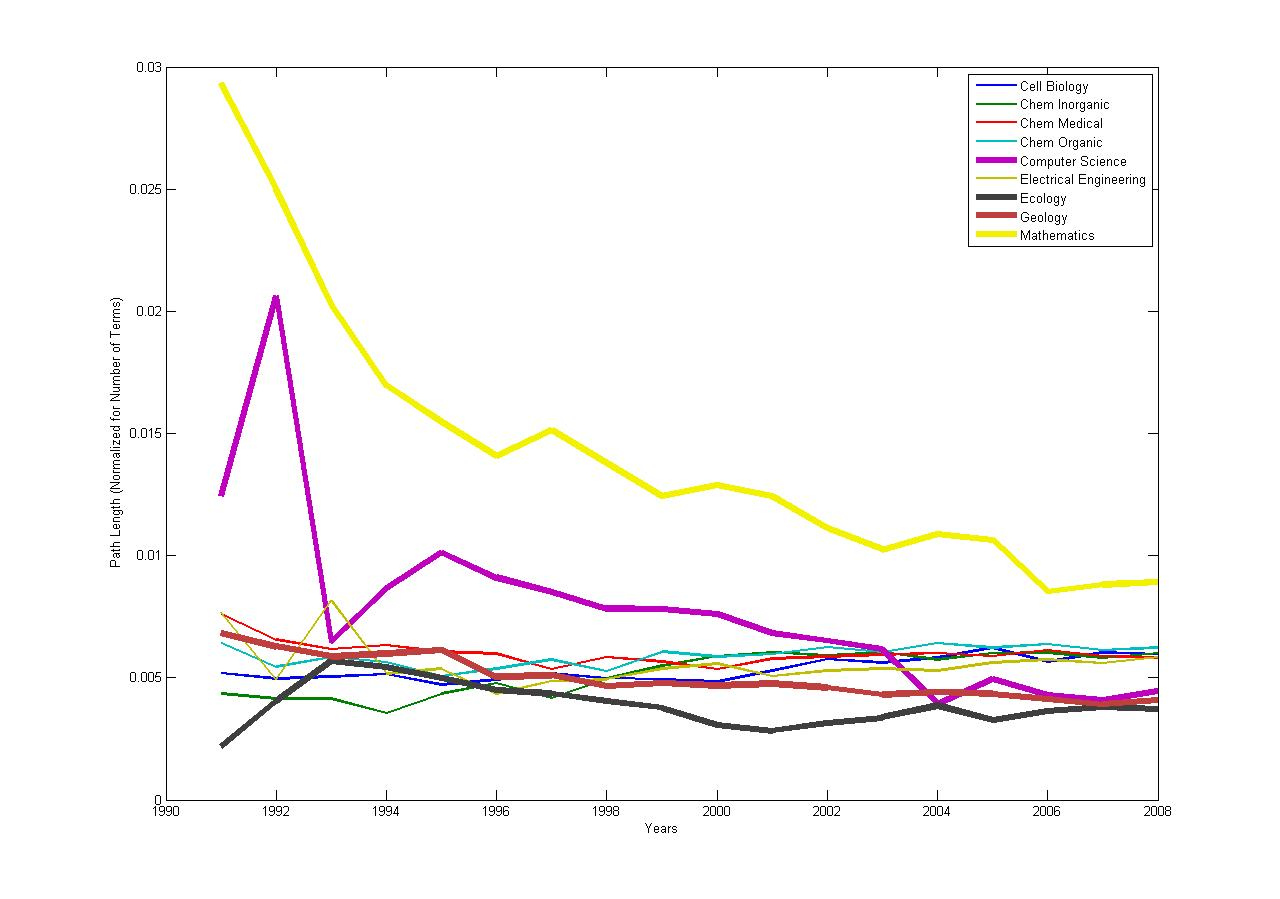 0.03
0.025
0.02
0.015
0.01
0.005
0
Path Length (Normalized for Number of Terms)
Cell Biology
Chem Inorganic
Chem Medical
Chem Organic
Computer Science
Electrical Engineering
Ecology
Geology
Mathematics
1990 1992 1994 1996 1998 2000 2002 2004 2006 2008
Years